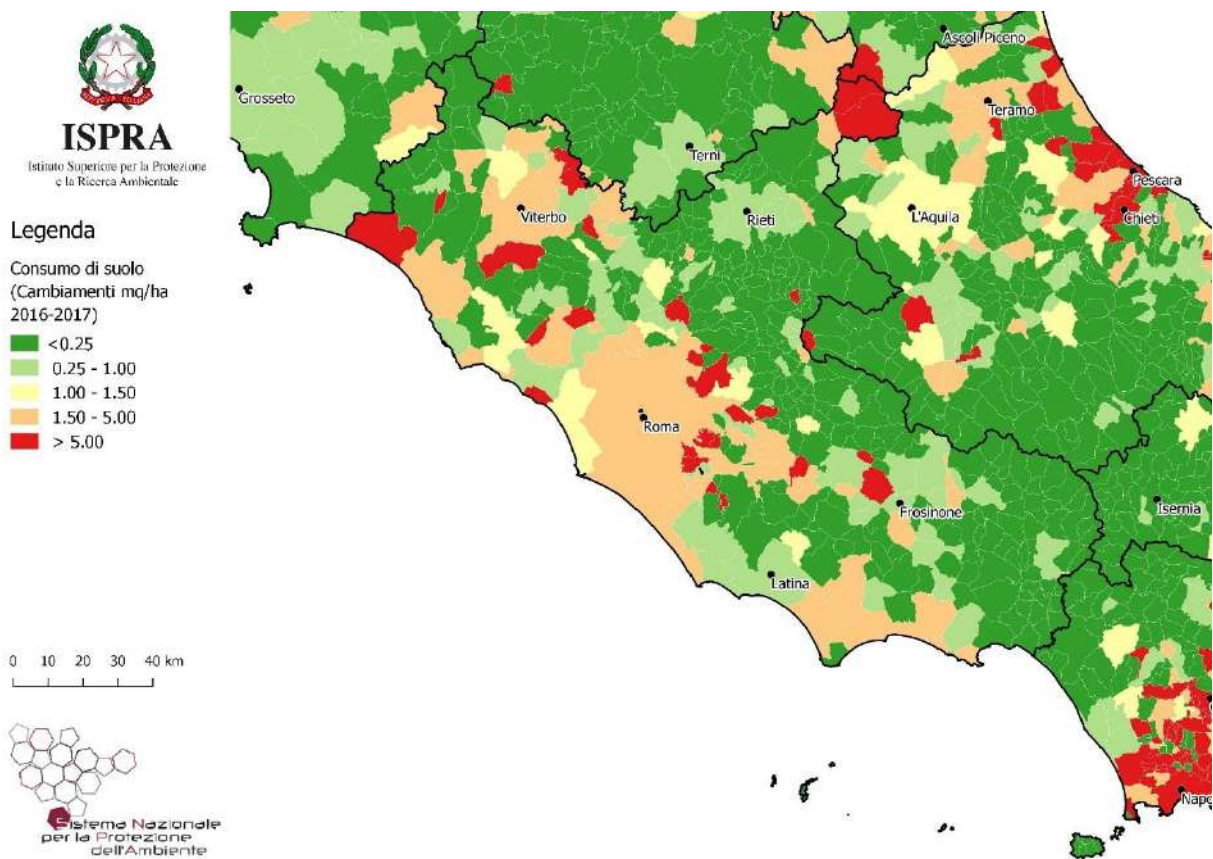 ISPRA
Istituto Superiore per la Protezione
e la Ricerca Ambientale
Legenda
Consumo di suolo
(Cambiamenti mq/ha
2016-2017)
<0.25
0.25 - 1.00
1.00 - 1.50
1.50 - 5.00
> 5.00
0 10 20 30 40 km
Sistema Nazionale
per la Protezione
dell'Ambiente
Ascoli Piceno
Grosseto
Teramo
Terni
Pescara
Viterbo
Rieti
L'Aquila
Chieti
Roma
Isernia
Frosinone
Latina
Napo